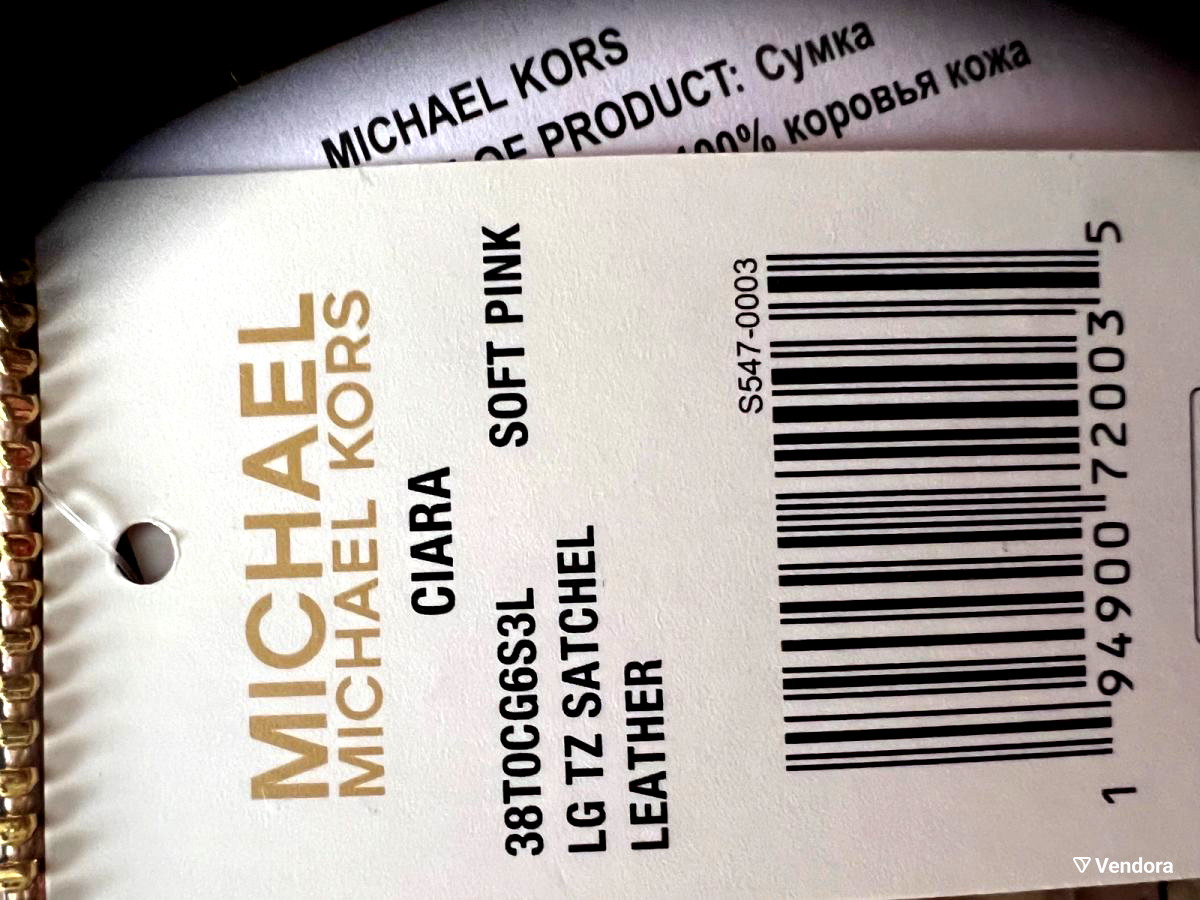 MICHAEL KORS
OF PRODUCT: Сумка
100% коровья кожа
MICHAEL
MICHAEL KORS
CIARA
38T0CG6S3L SOFT PINK
LG TZ SATCHEL
LEATHER
S547-0003
1 94900 72003 5
Vendora